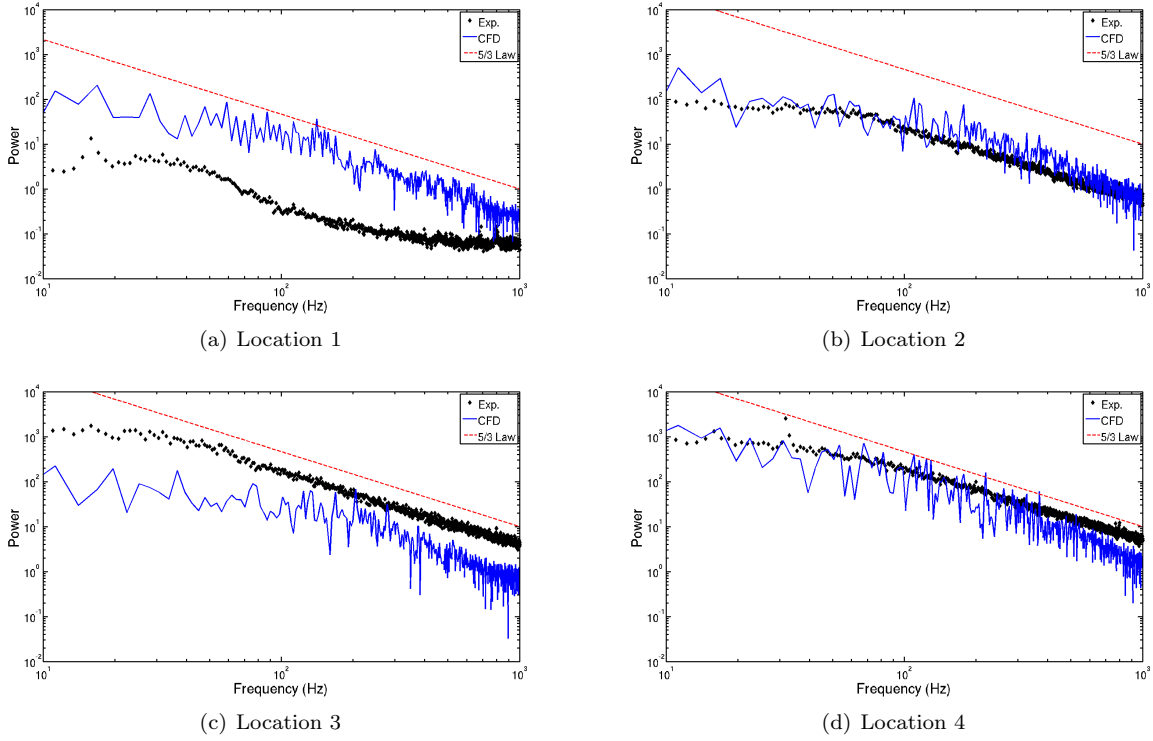 10^4
10^3
10^2
10^1
10^0
10^-1
10^-2
Power
10^1
10^2
10^3
Frequency (Hz)
Exp.
CFD
5/3 Law
(a) Location 1
10^4
10^3
10^2
10^1
10^0
10^-1
10^-2
Power
10^1
10^2
10^3
Frequency (Hz)
Exp.
CFD
5/3 Law
(b) Location 2
10^4
10^3
10^2
10^1
10^0
10^-1
10^-2
Power
10^1
10^2
10^3
Frequency (Hz)
Exp.
CFD
5/3 Law
(c) Location 3
10^4
10^3
10^2
10^1
10^0
10^-1
10^-2
Power
10^1
10^2
10^3
Frequency (Hz)
Exp.
CFD
5/3 Law
(d) Location 4